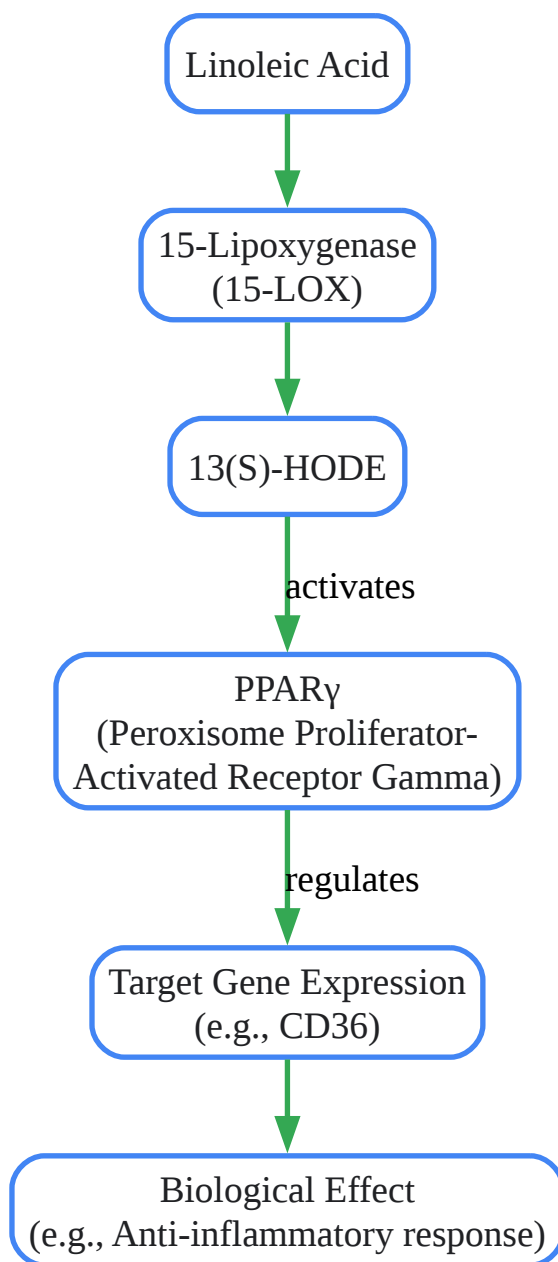 Linoleic Acid
15-Lipoxygenase
(15-LOX)
13(S)-HODE
activates
PPARγ
(Peroxisome Proliferator-
Activated Receptor Gamma)
regulates
Target Gene Expression
(e.g., CD36)
Biological Effect
(e.g., Anti-inflammatory response)